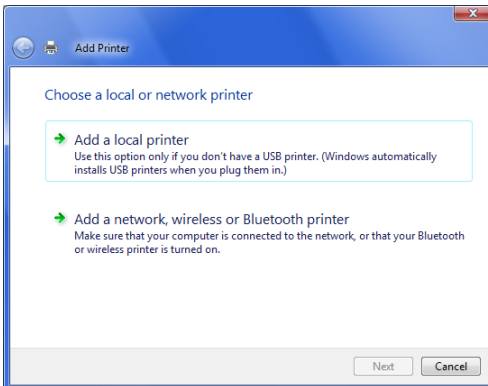 Add Printer
Choose a local or network printer
Add a local printer
Use this option only if you don't have a USB printer. (Windows automatically
installs USB printers when you plug them in.)
Add a network, wireless or Bluetooth printer
Make sure that your computer is connected to the network, or that your Bluetooth
or wireless printer is turned on.
Next
Cancel